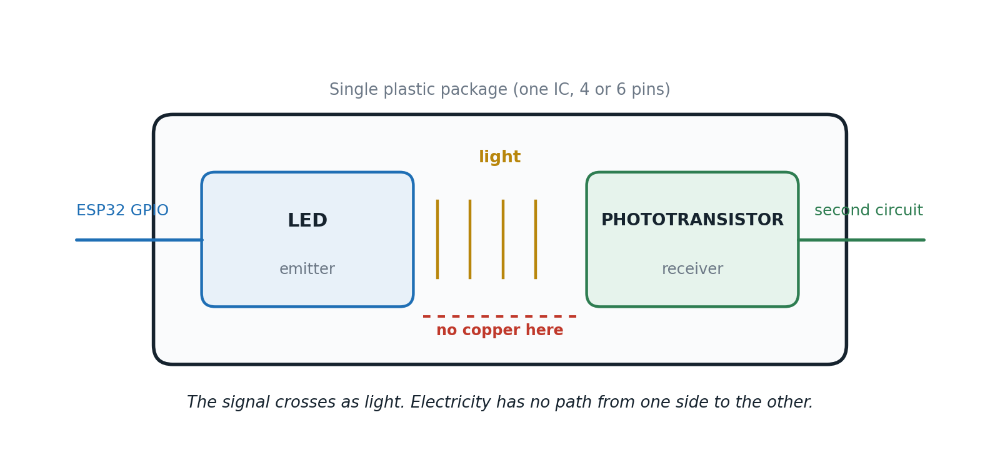 Single plastic package (one IC, 4 or 6 pins)
light
ESP32 GPIO
LED
emitter
PHOTOTRANSISTOR
receiver
second circuit
no copper here
The signal crosses as light. Electricity has no path from one side to the other.